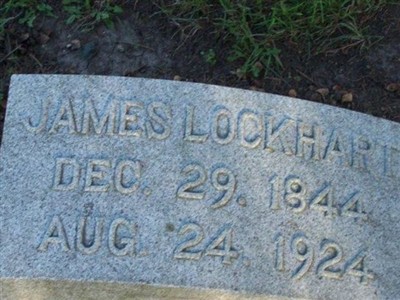 JAMES LOCKHART
DEC. 29. 1844.
AUG. 24. 1924.